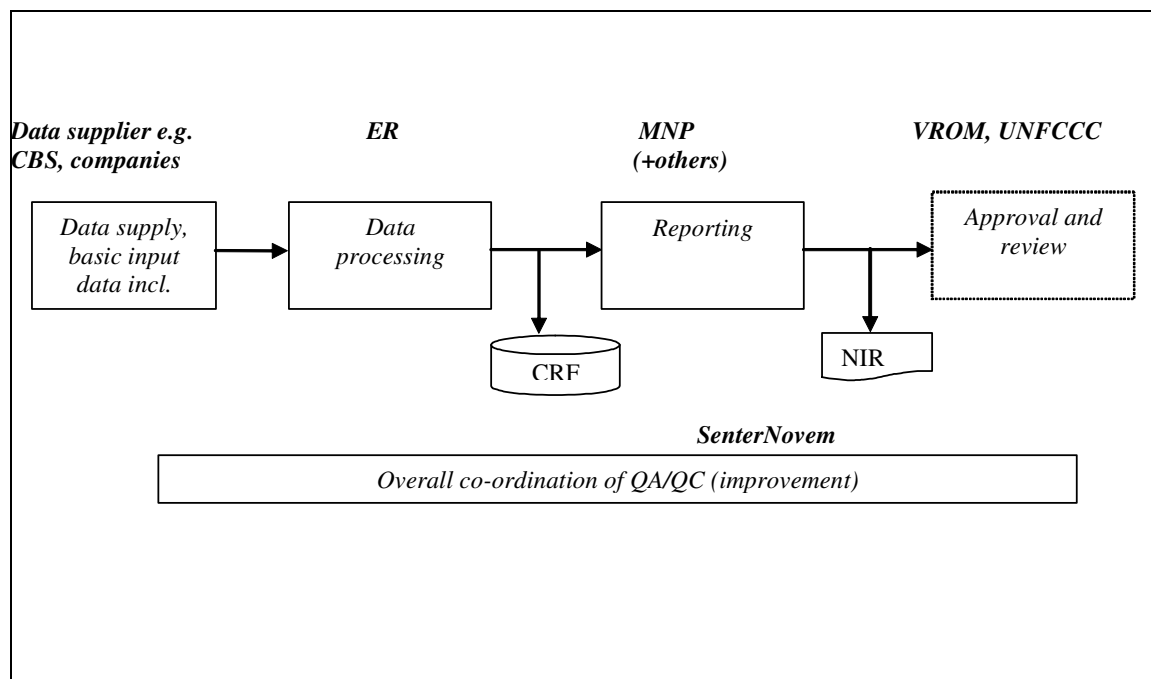 Data supplier e.g.
CBS, companies
ER
MNP
(+others)
VROM, UNFCCC
Data supply,
basic input
data incl.
Data
processing
Reporting
Approval and
review
CRF
NIR
SenterNovem
Overall co-ordination of QA/QC (improvement)